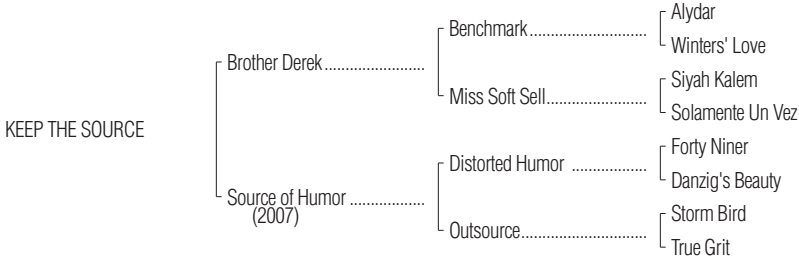 Alydar
Benchmark..............................
Winters' Love
Brother Derek..........................
Siyah Kalem
Miss Soft Sell..........................
Solamente Un Vez
KEEP THE SOURCE
Forty Niner
Distorted Humor ...................
Danzig's Beauty
Source of Humor ...................
(2007)
Storm Bird
Outsource................................
True Grit